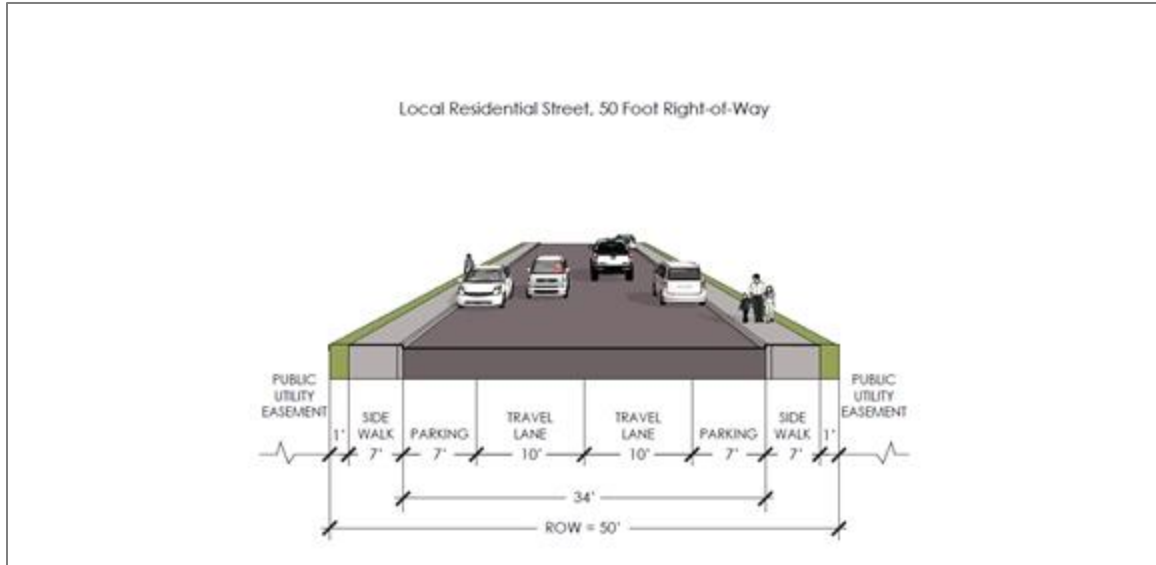 Local Residential Street, 50 Foot Right-of-Way
PUBLIC
UTILITY
EASEMENT
1'
SIDE
WALK
7'
PARKING
7'
TRAVEL
LANE
10'
TRAVEL
LANE
10'
PARKING
7'
SIDE
WALK
7'
1'
PUBLIC
UTILITY
EASEMENT
34'
ROW = 50'